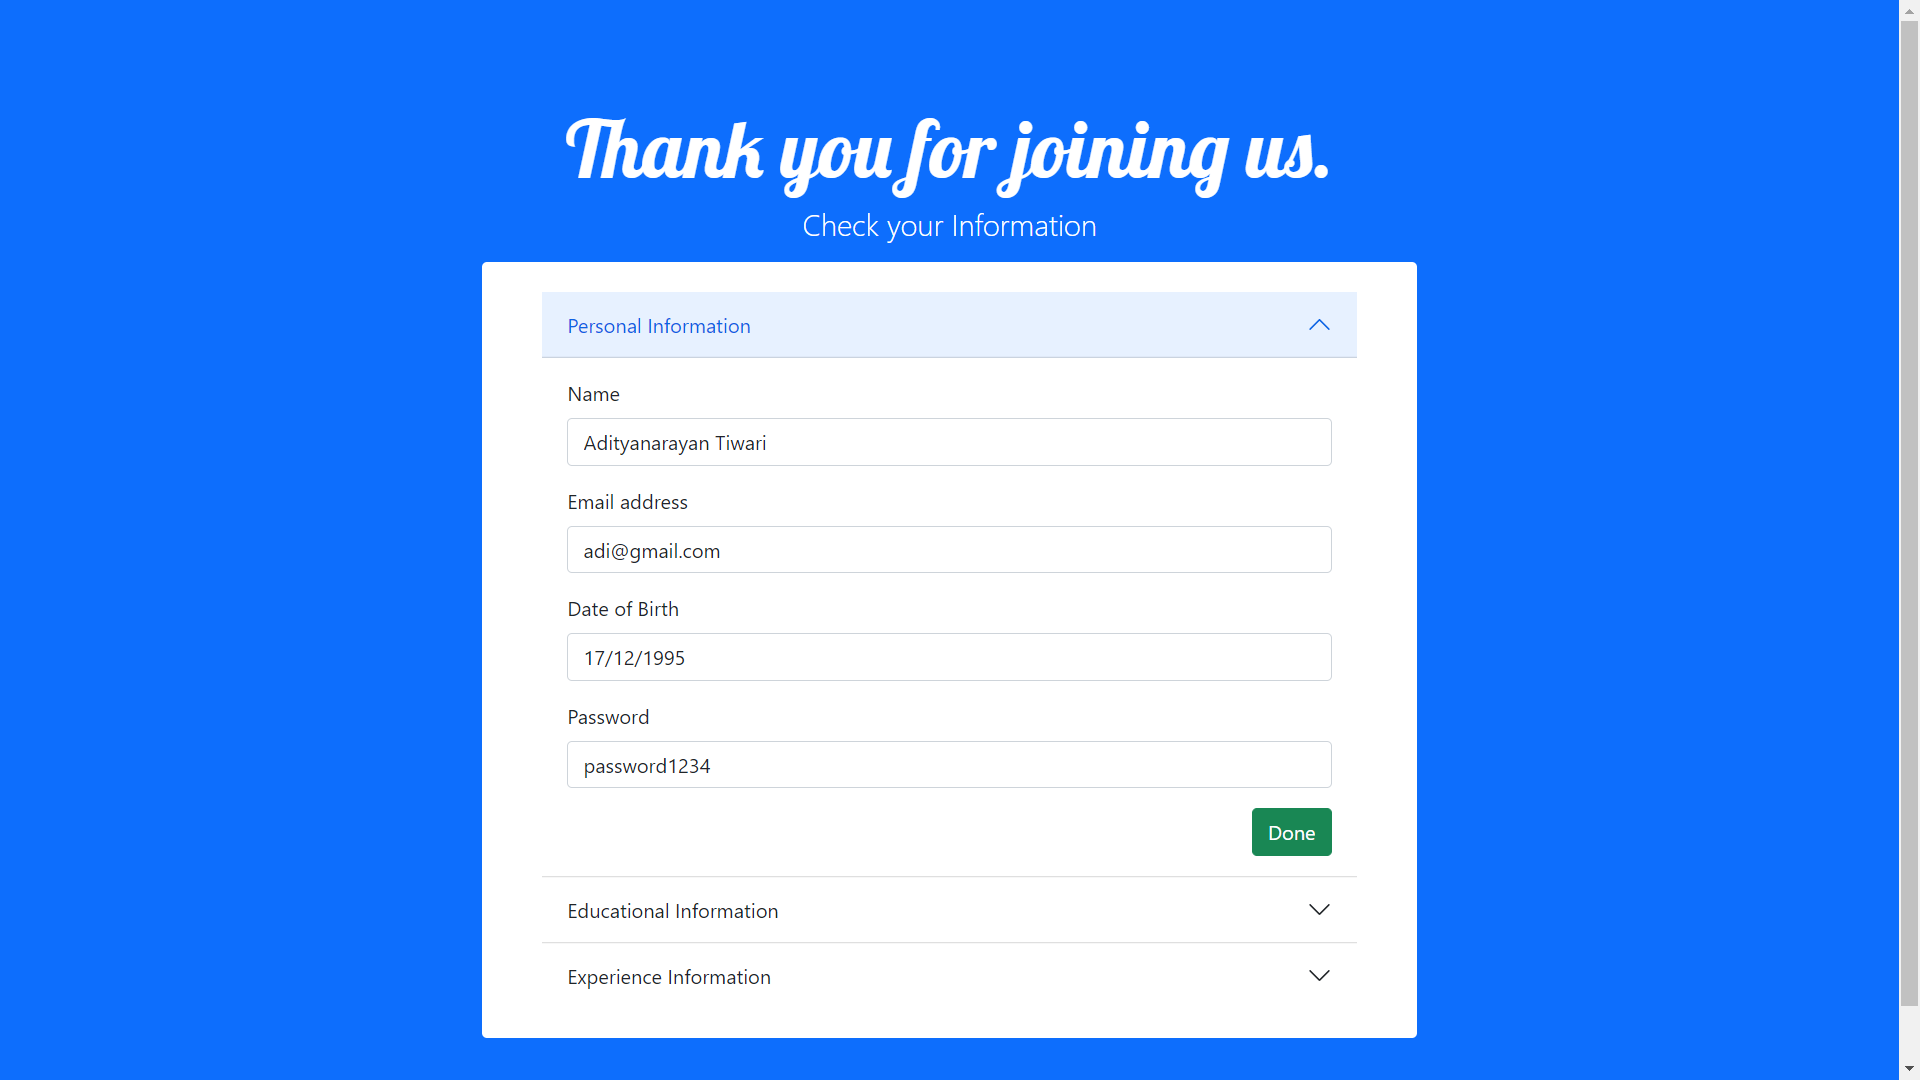 Thank you for joining us.
Check your Information
Personal Information
Name
Adityanarayan Tiwari
Email address
adi@gmail.com
Date of Birth
17/12/1995
Password
password1234
Done
Educational Information
Experience Information